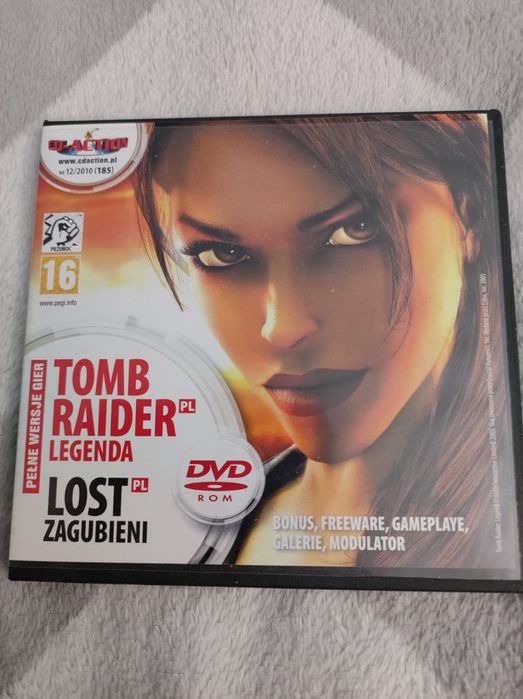 CD-ACTION
www.cdaction.pl
NR 12/2010 (185)
PRZEMOC
16
www.pegi.info
PEŁNE WERSJE GIER
TOMB
RAIDER PL
LEGENDA
LOST PL
ZAGUBIENI
DVD
ROM
BONUS, FREEWARE, GAMEPLAYE,
GALERIE, MODULATOR